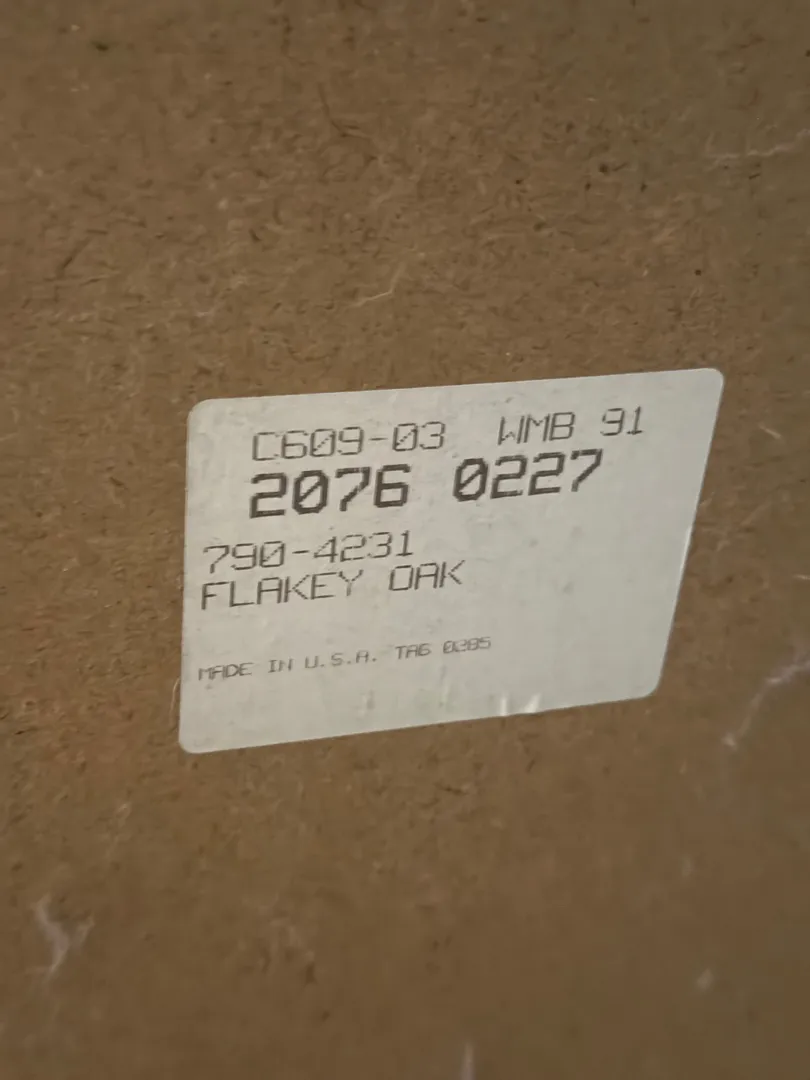 C609-03 WMB 91
2076 0227
790-4231
FLAKEY OAK
MADE IN U.S.A. TAG 0285